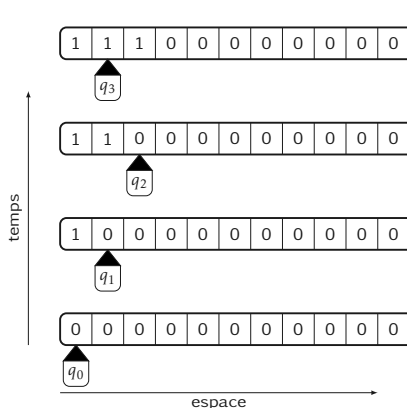 1 1 1 0 0 0 0 0 0 0 0
q3
1 1 0 0 0 0 0 0 0 0 0
q2
temps
1 0 0 0 0 0 0 0 0 0 0
q1
0 0 0 0 0 0 0 0 0 0 0
q0
espace